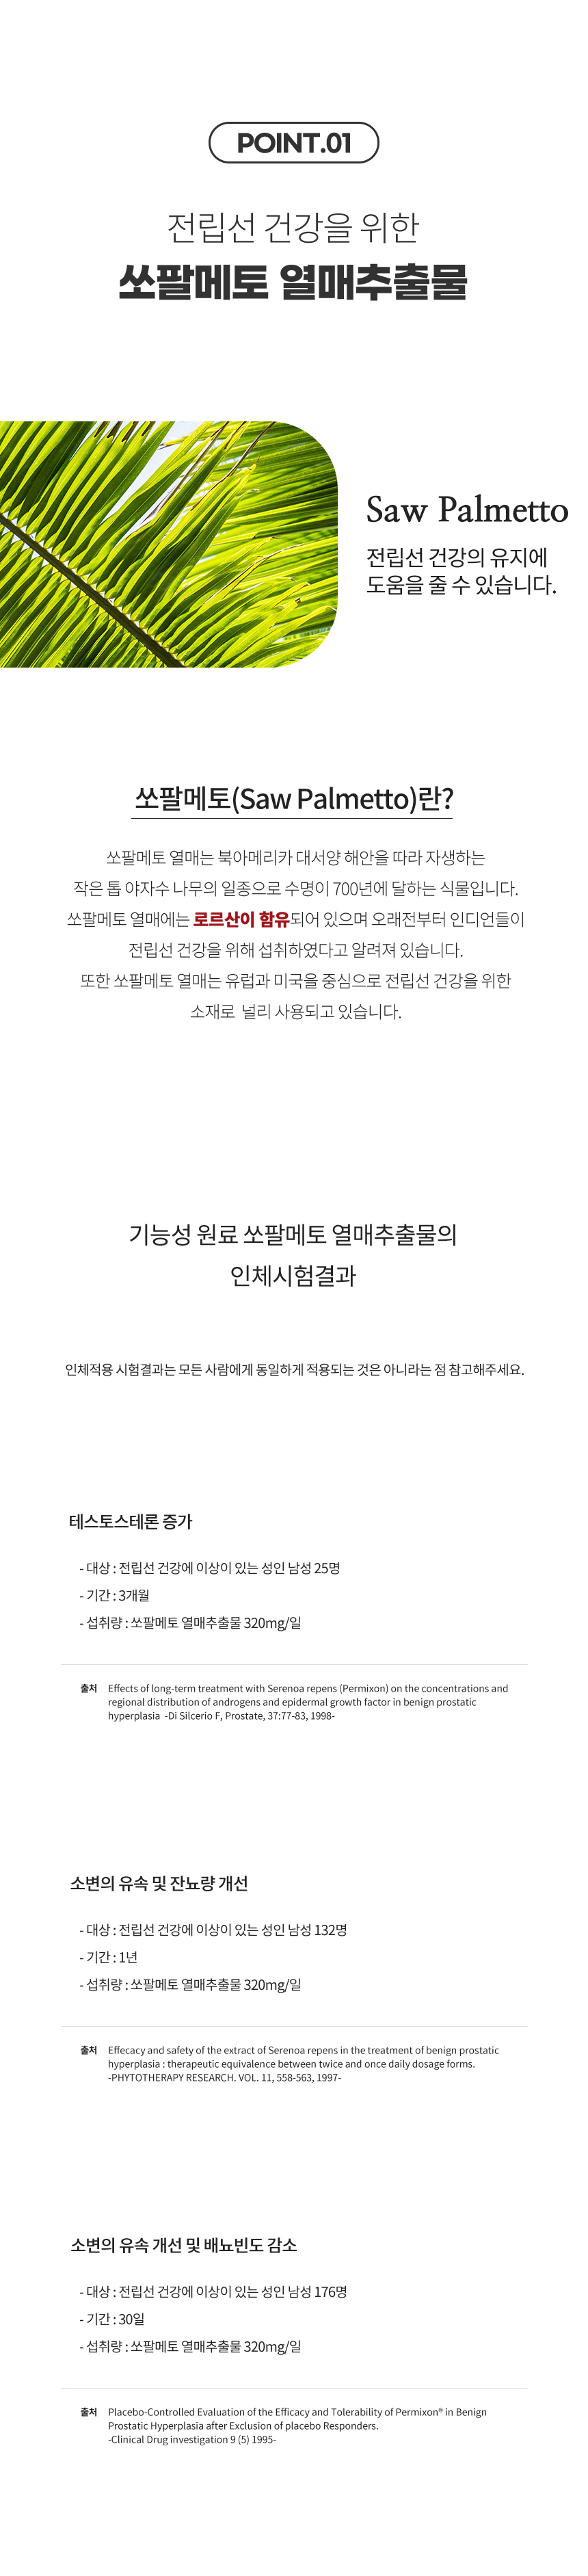 POINT.01
전립선 건강을 위한
쏘팔메토 열매추출물
Saw Palmetto
전립선 건강의 유지에
도움을 줄 수 있습니다.
쏘팔메토(Saw Palmetto)란?
쏘팔메토 열매는 북아메리카 대서양 해안을 따라 자생하는
작은 톱 야자수 나무의 일종으로 수명이 700년에 달하는 식물입니다.
쏘팔메토 열매에는 로르산이 함유되어 있으며 오래전부터 인디언들이
전립선 건강을 위해 섭취하였다고 알려져 있습니다.
또한 쏘팔메토 열매는 유럽과 미국을 중심으로 전립선 건강을 위한
소재로 널리 사용되고 있습니다.
기능성 원료 쏘팔메토 열매추출물의
인체시험결과
인체적용 시험결과는 모든 사람에게 동일하게 적용되는 것은 아니라는 점 참고해주세요.
테스토스테론 증가
- 대상 : 전립선 건강에 이상이 있는 성인 남성 25명
- 기간 : 3개월
- 섭취량 : 쏘팔메토 열매추출물 320mg/일
출처 Effects of long-term treatment with Serenoa repens (Permixon) on the concentrations and
regional distribution of androgens and epidermal growth factor in benign prostatic
hyperplasia -Di Silcerio F, Prostate, 37:77-83, 1998-
소변의 유속 및 잔뇨량 개선
- 대상 : 전립선 건강에 이상이 있는 성인 남성 132명
- 기간 : 1년
- 섭취량 : 쏘팔메토 열매추출물 320mg/일
출처 Effecacy and safety of the extract of Serenoa repens in the treatment of benign prostatic
hyperplasia : therapeutic equivalence between twice and once daily dosage forms.
-PHYTOTHERAPY RESEARCH. VOL. 11, 558-563, 1997-
소변의 유속 개선 및 배뇨빈도 감소
- 대상 : 전립선 건강에 이상이 있는 성인 남성 176명
- 기간 : 30일
- 섭취량 : 쏘팔메토 열매추출물 320mg/일
출처 Placebo-Controlled Evaluation of the Efficacy and Tolerability of Permixon® in Benign
Prostatic Hyperplasia after Exclusion of placebo Responders.
-Clinical Drug investigation 9 (5) 1995-